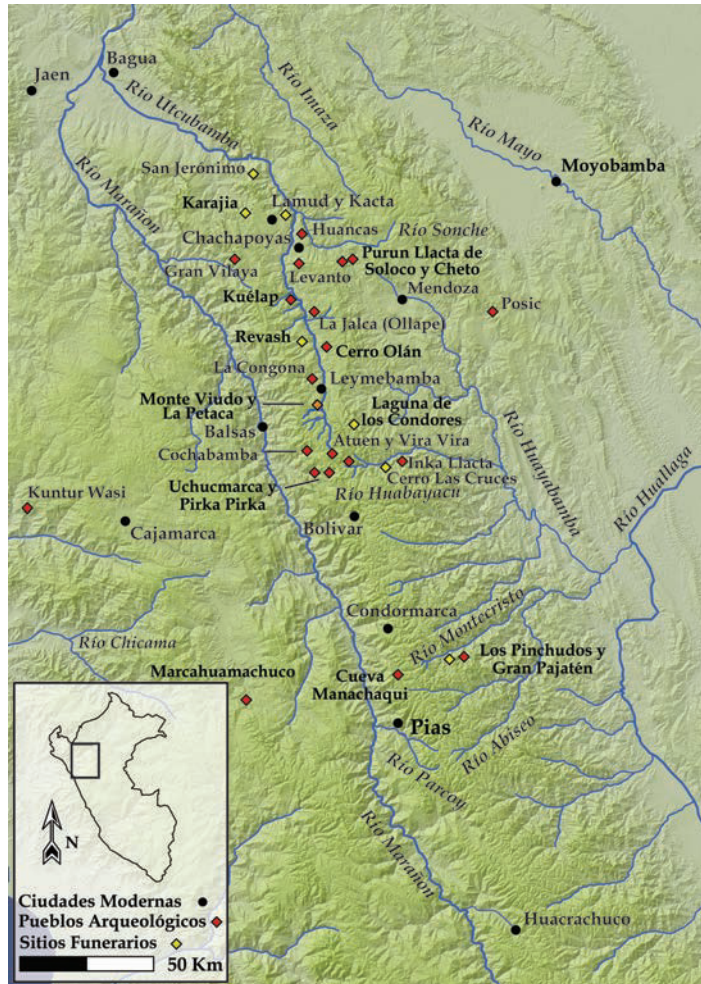 Bagua
Jaen
Río Utcubamba
Río Imaza
Río Mayo
Moyobamba
Río Marañón
San Jerónimo
Karajia
Lamud y Kacta
Huancas
Río Sonche
Chachapoyas
Purun Llacta de
Soloco y Cheto
Gran Vilaya
Levanto
Mendoza
Kuélap
Posic
La Jalca (Ollape)
Revash
Cerro Olán
La Congona
Leymebamba
Monte Viudo y
La Petaca
Laguna de
los Cóndores
Balsas
Atuen y Vira Vira
Cochabamba
Inka Llacta
Cerro Las Cruces
Uchucmarca y
Pirka Pirka
Río Huabayacu
Río Huayabamba
Río Huallaga
Kuntur Wasi
Cajamarca
Bolivar
Condormarca
Río Montecristo
Río Chicama
Los Pinchudos y
Gran Pajatén
Marcahuamachuco
Cueva
Manachaqui
Pias
Río Abiseo
Río Parcoy
Río Marañon
Huacrachuco
N
Ciudades Modernas
Pueblos Arqueológicos
Sitios Funerarios
50 Km